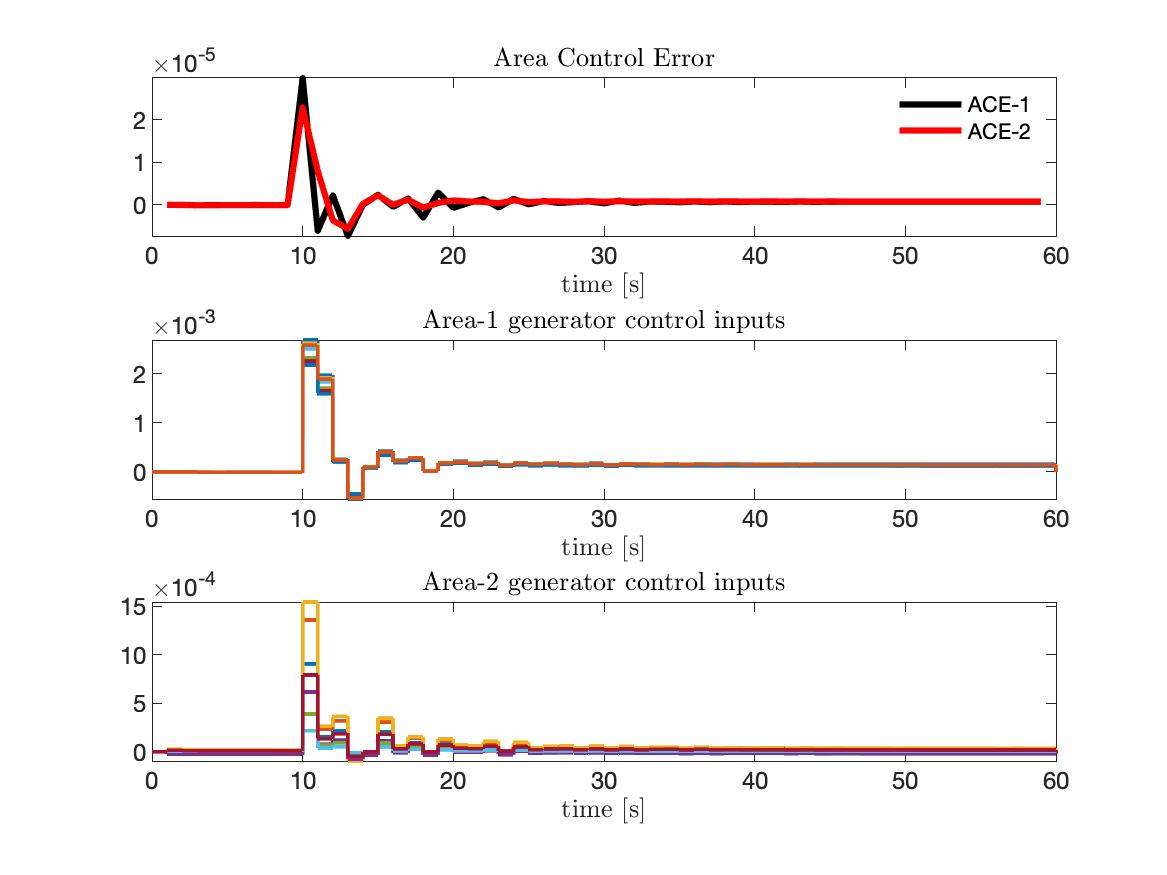 ×10-5
Area Control Error
ACE-1
ACE-2
2
1
0
0 10 20 30 40 50 60
time [s]
×10-3
Area-1 generator control inputs
2
1
0
0 10 20 30 40 50 60
time [s]
×10-4
Area-2 generator control inputs
15
10
5
0
0 10 20 30 40 50 60
time [s]